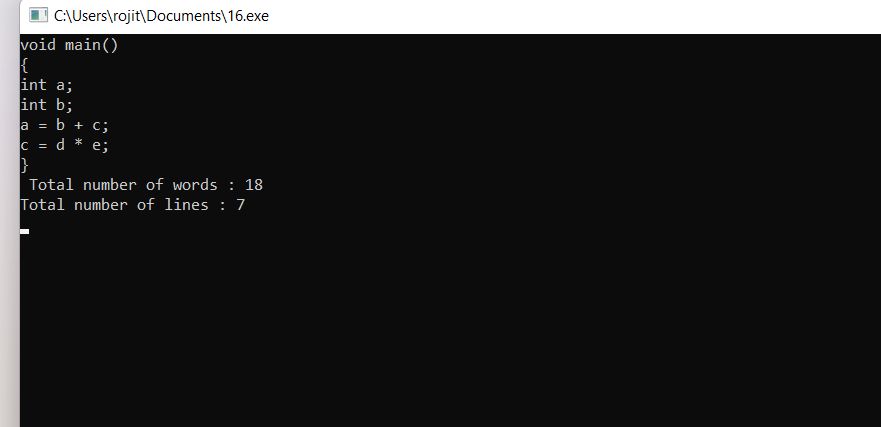 C:\Users\rojit\Documents\16.exe
void main()
{
int a;
int b;
a = b + c;
c = d * e;
}
 Total number of words : 18
Total number of lines : 7